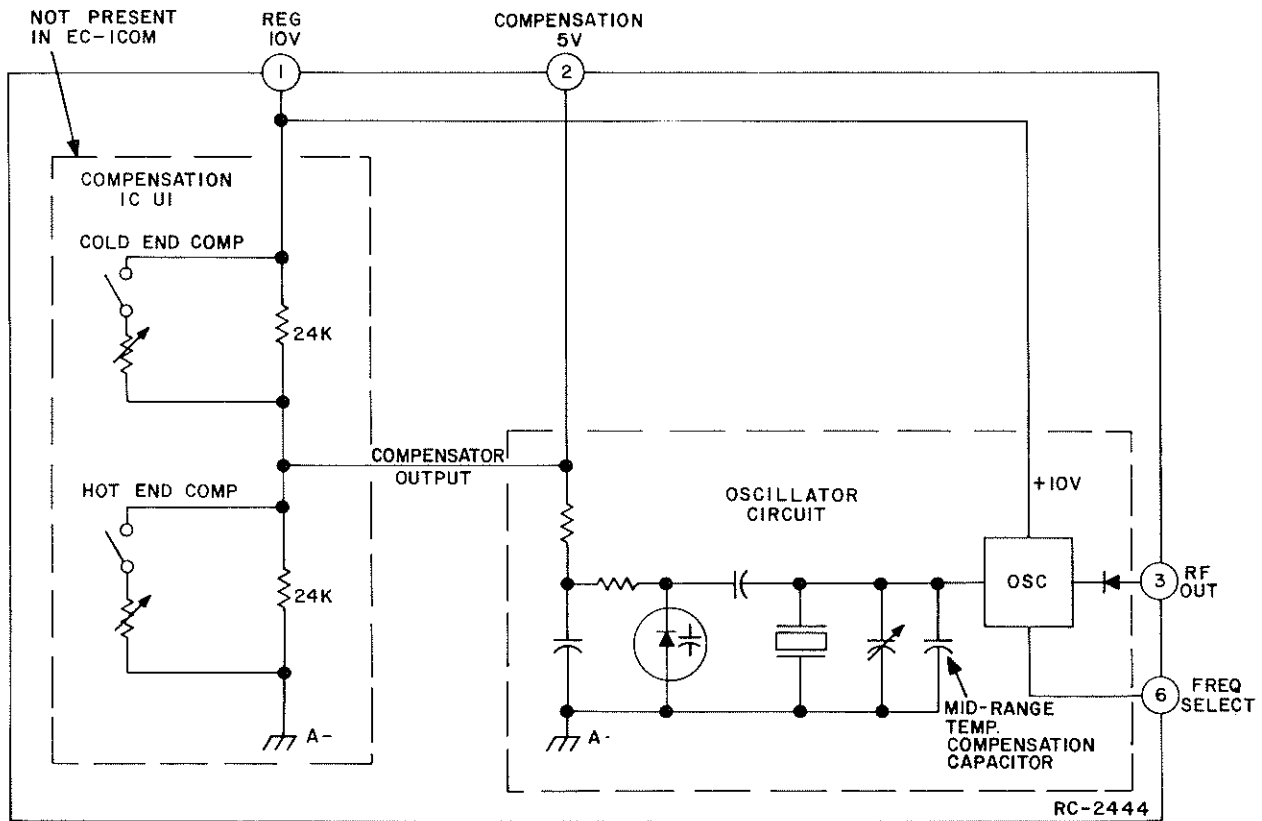 NOT PRESENT
IN EC-ICOM
REG
10V
1
COMPENSATION
5V
2
COMPENSATION
IC U1
COLD END COMP
24K
COMPENSATOR
OUTPUT
HOT END COMP
24K
A-
OSCILLATOR
CIRCUIT
+10V
OSC
3
RF
OUT
6
FREQ
SELECT
MID-RANGE
TEMP.
COMPENSATION
CAPACITOR
A-
RC-2444